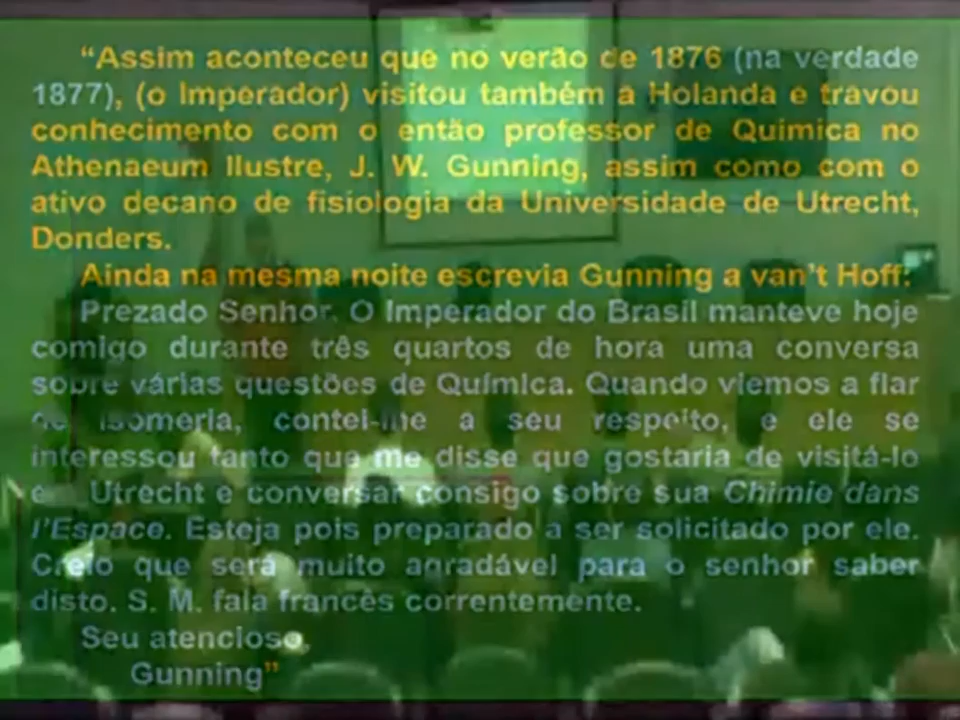 “Assim aconteceu que no verão de 1876 (na verdade
1877), (o Imperador) visitou também a Holanda e travou
conhecimento com o então professor de Química no
Athenaeum Ilustre, J. W. Gunning, assim como com o
ativo decano de fisiologia da Universidade de Utrecht,
Donders.
Ainda na mesma noite escrevia Gunning a van’t Hoff:
Prezado Senhor. O Imperador do Brasil manteve hoje
comigo durante três quartos de hora uma conversa
sobre várias questões de Química. Quando viemos a flar
de isomeria, contei-lhe a seu respeito, e ele se
interessou tanto que me disse que gostaria de visitá-lo
Utrecht e conversar consigo sobre sua Chimie dans
l’Espace. Esteja pois preparado a ser solicitado por ele.
Creio que será muito agradável para o senhor saber
disto. S. M. fala francês correntemente.
Seu atencioso,
Gunning”